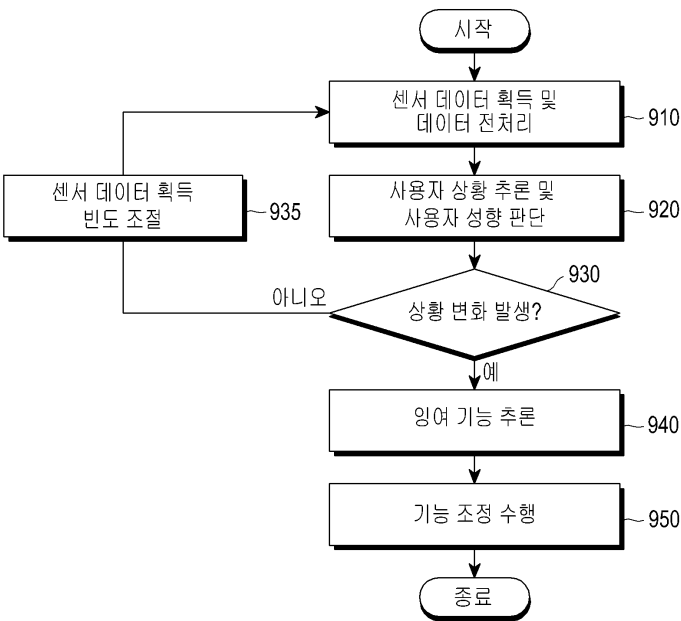 시작
센서 데이터 획득 및
데이터 전처리
910
센서 데이터 획득
빈도 조절
935
사용자 상황 추론 및
사용자 성향 판단
920
930
아니오
상황 변화 발생?
예
잉여 기능 추론
940
기능 조정 수행
950
종료